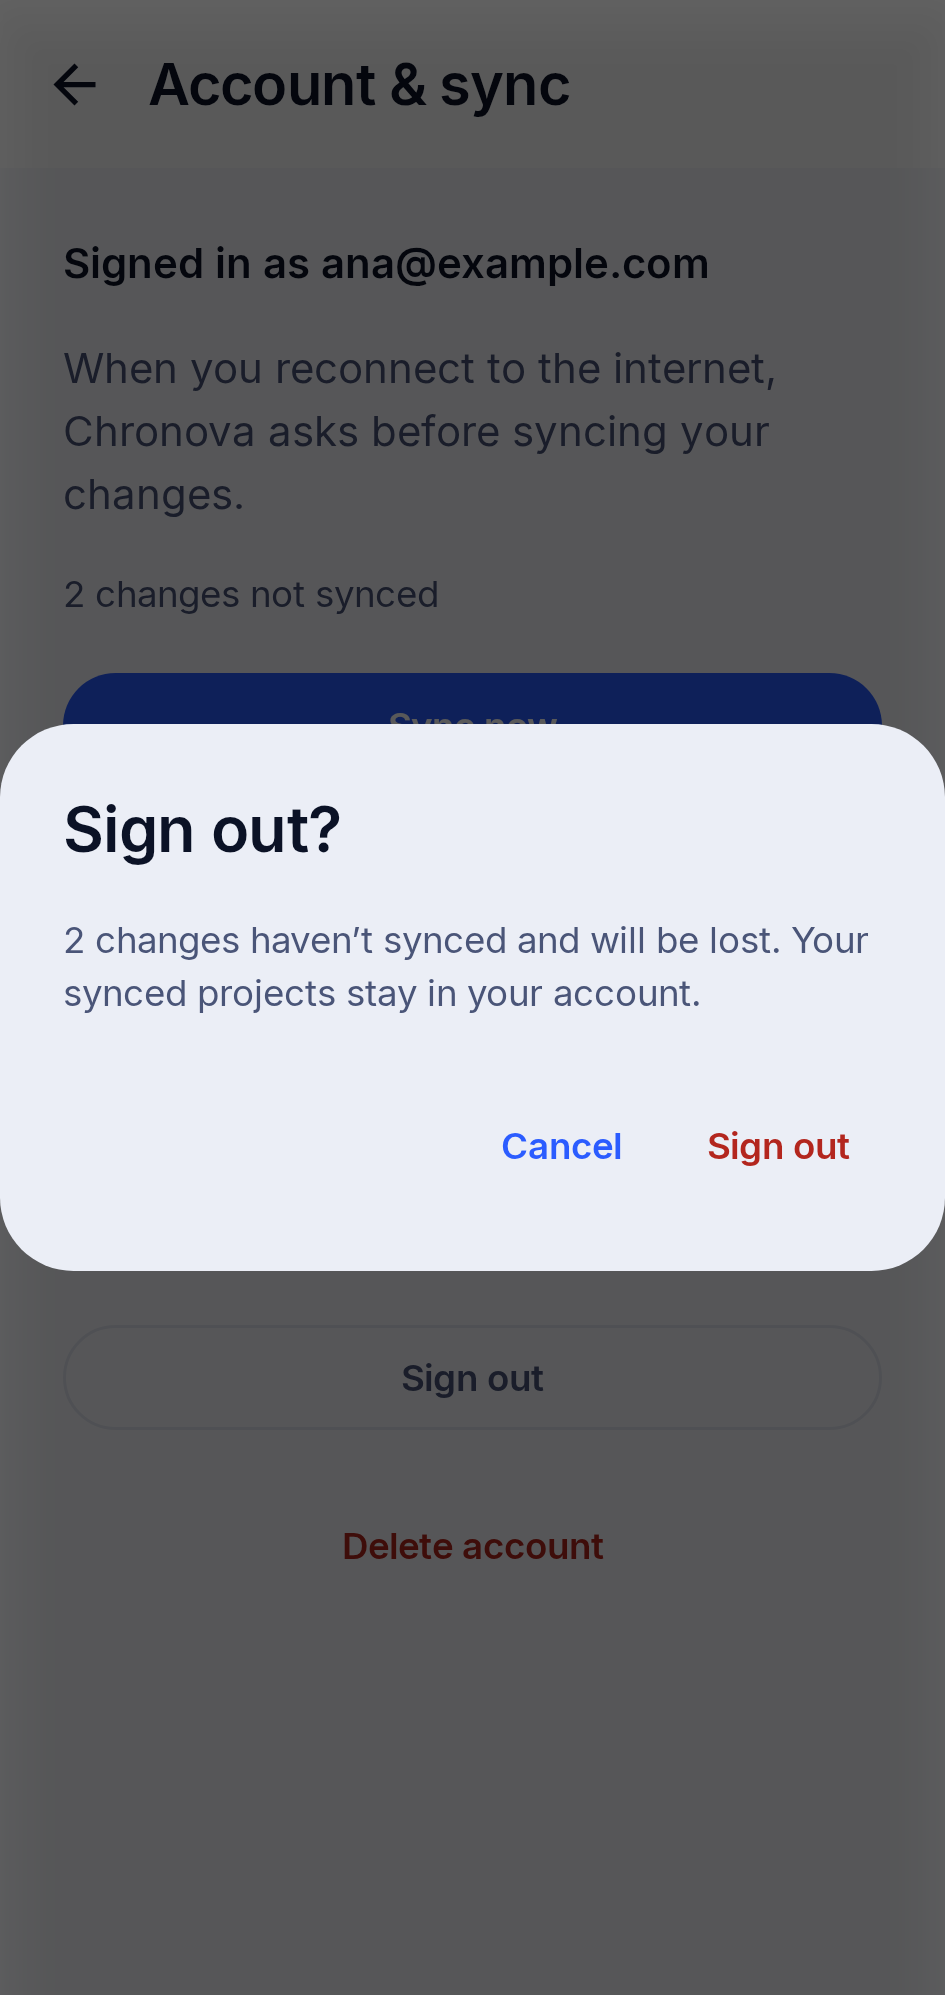 Account & sync
Signed in as ana@example.com
When you reconnect to the internet,
Chronova asks before syncing your
changes.
2 changes not synced
Sync now
Sign out?
2 changes haven’t synced and will be lost. Your
synced projects stay in your account.
Cancel Sign out
Sign out
Delete account